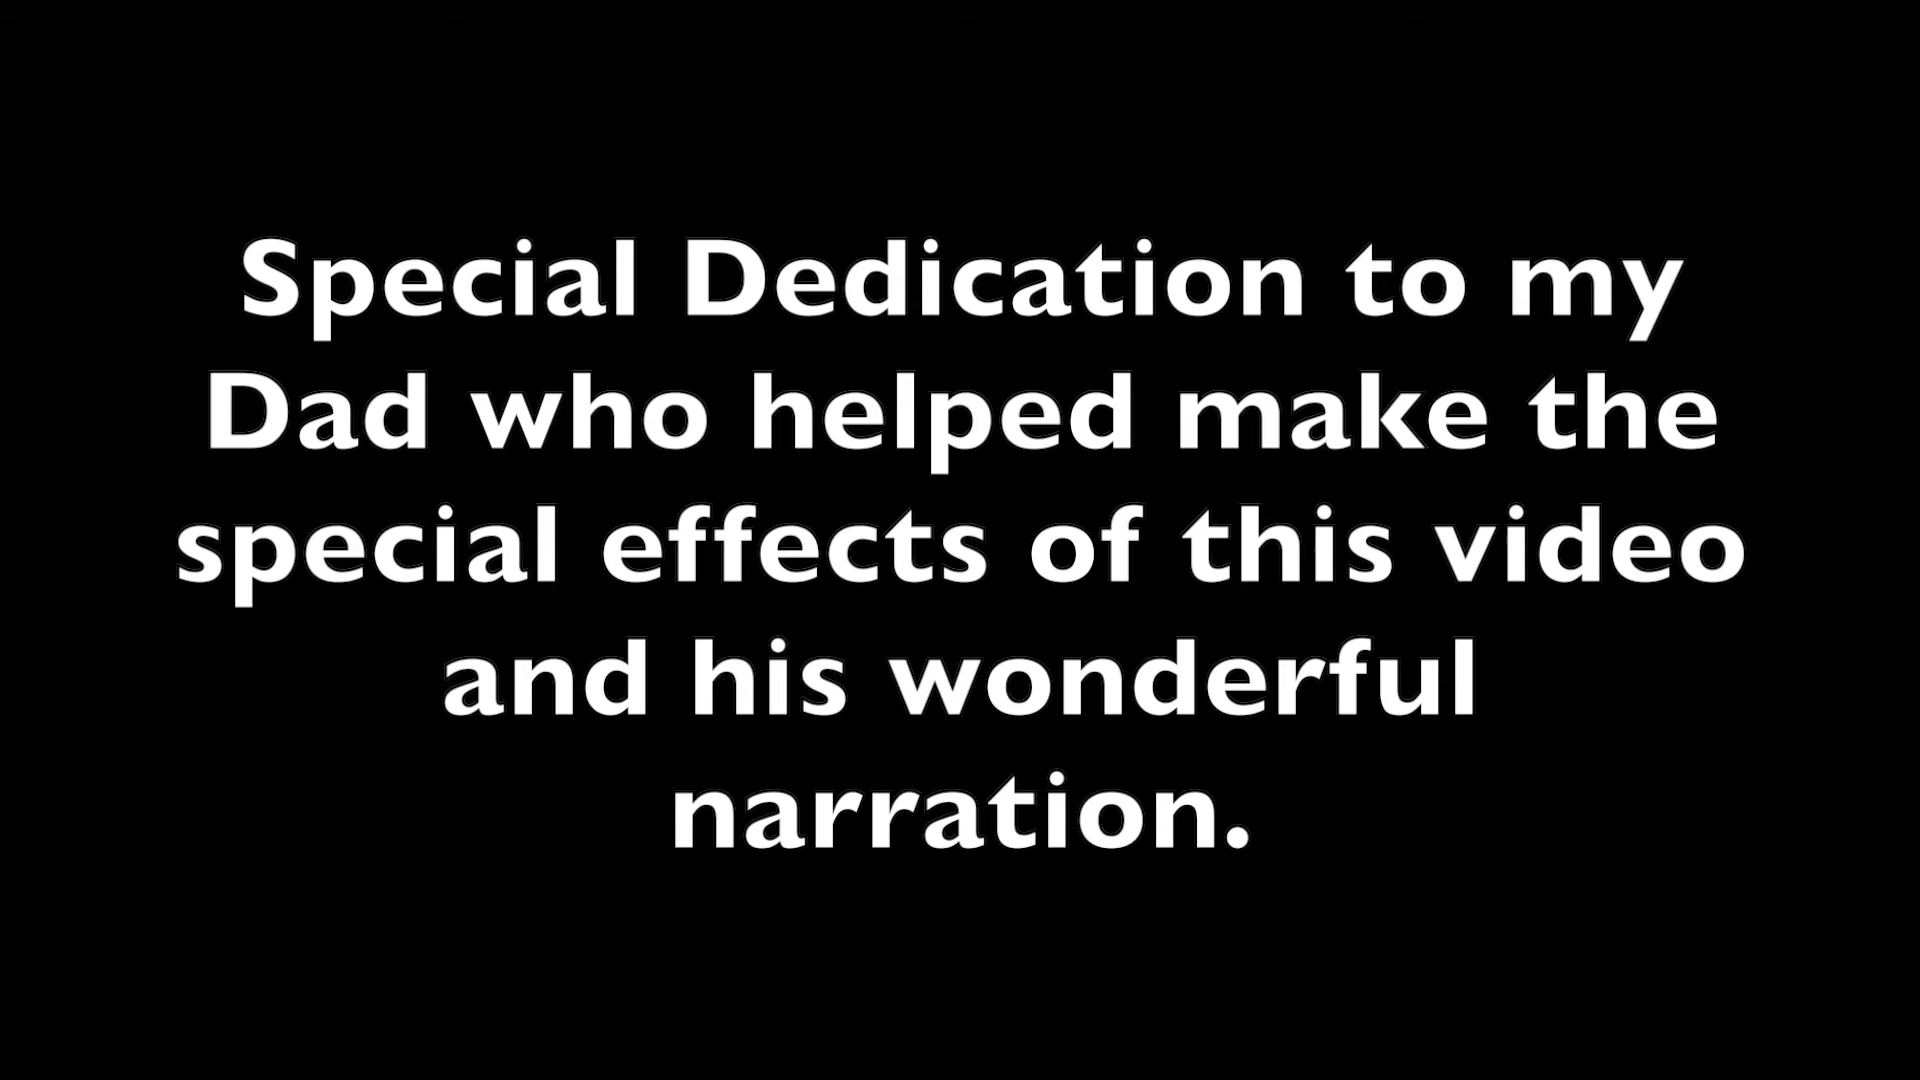 Special Dedication to my
Dad who helped make the
special effects of this video
and his wonderful
narration.